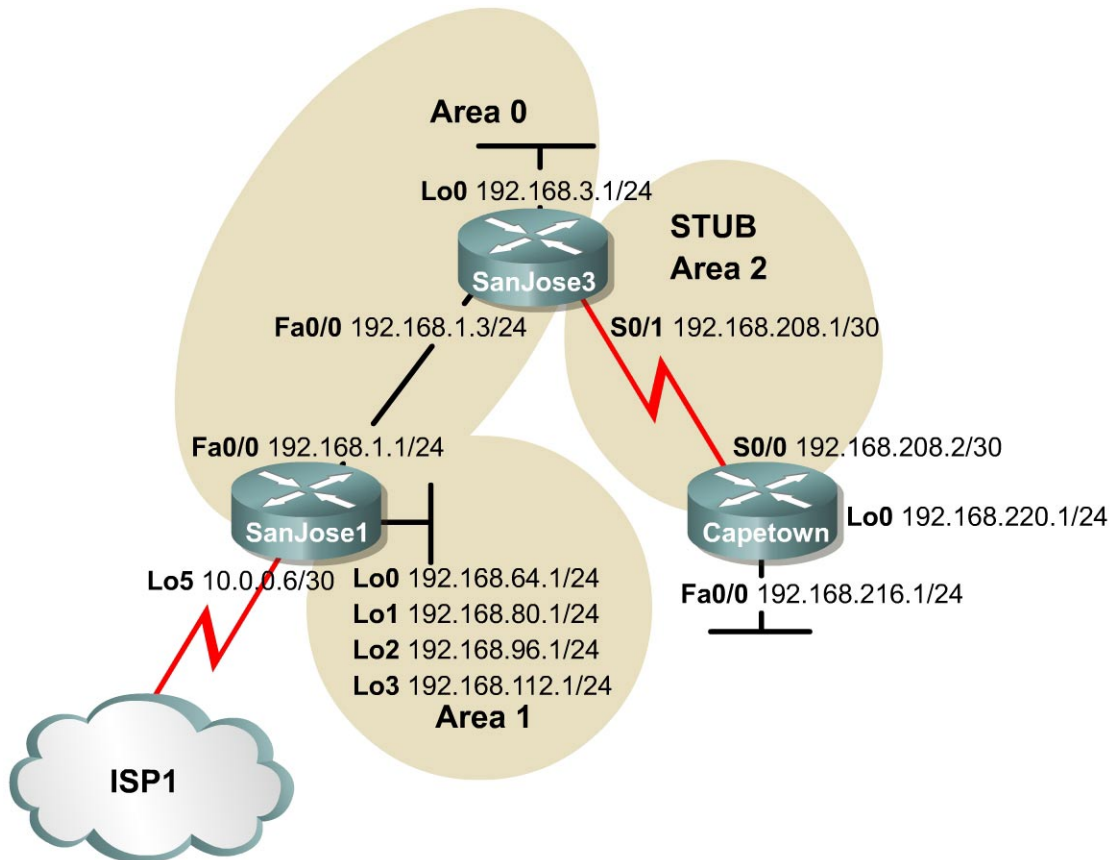 Area 0
Lo0 192.168.3.1/24
SanJose3
STUB
Area 2
Fa0/0 192.168.1.3/24
S0/1 192.168.208.1/30
Fa0/0 192.168.1.1/24
SanJose1
S0/0 192.168.208.2/30
Capetown
Lo0 192.168.220.1/24
Lo5 10.0.0.6/30
Lo0 192.168.64.1/24
Lo1 192.168.80.1/24
Lo2 192.168.96.1/24
Lo3 192.168.112.1/24
Area 1
Fa0/0 192.168.216.1/24
ISP1